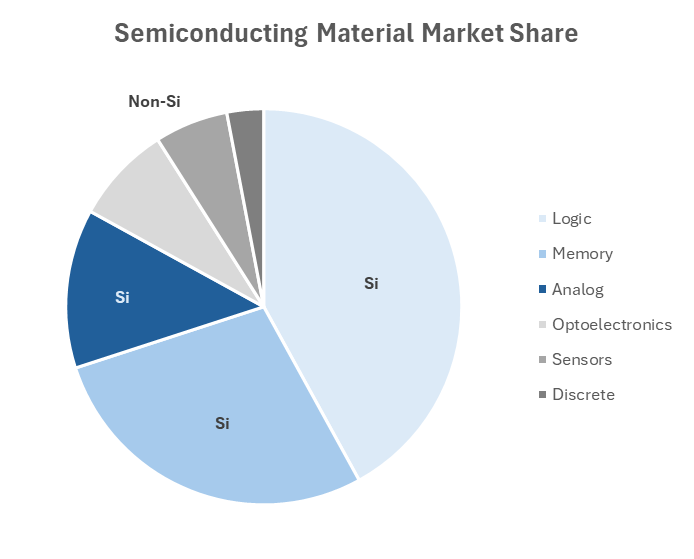 Semiconducting Material Market Share
Non-Si
Si
Si
Si
Logic
Memory
Analog
Optoelectronics
Sensors
Discrete